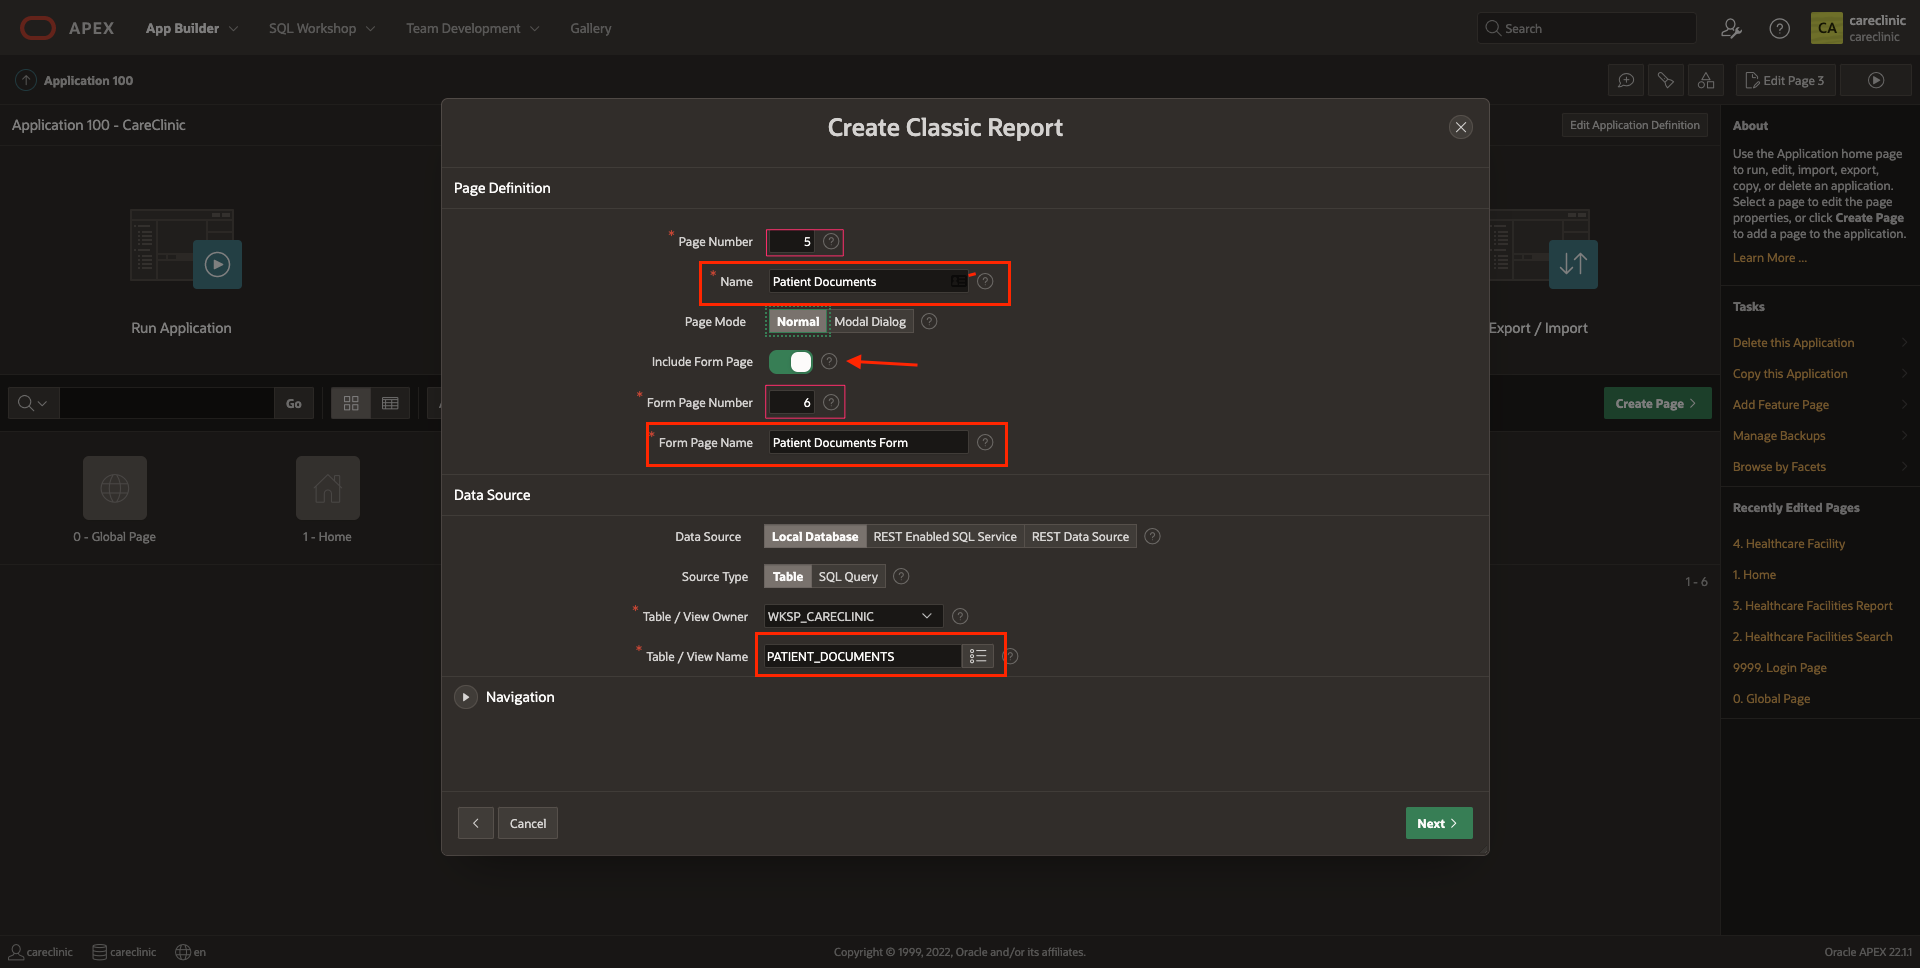 APEX
App Builder
SQL Workshop
Team Development
Gallery
Search
CA
careclinic
careclinic
Application 100
Edit Page 3
Application 100 - CareClinic
Edit Application Definition
Run Application
Export / Import
Go
Create Page
0 - Global Page
1 - Home
1 - 6
Create Classic Report
Page Definition
* Page Number 5
* Name Patient Documents
Page Mode Normal Modal Dialog
Include Form Page
* Form Page Number 6
* Form Page Name Patient Documents Form
Data Source
Data Source Local Database REST Enabled SQL Service REST Data Source
Source Type Table SQL Query
* Table / View Owner WKSP_CARECLINIC
* Table / View Name PATIENT_DOCUMENTS
Navigation
Cancel
Next
About
Use the Application home page
to run, edit, import, export,
copy, or delete an application.
Select a page to edit the page
properties, or click Create Page
to add a page to the application.
Learn More ...
Tasks
Delete this Application
Copy this Application
Add Feature Page
Manage Backups
Browse by Facets
Recently Edited Pages
4. Healthcare Facility
1. Home
3. Healthcare Facilities Report
2. Healthcare Facilities Search
9999. Login Page
0. Global Page
careclinic
careclinic
en
Copyright © 1999, 2022, Oracle and/or its affiliates.
Oracle APEX 22.1.1